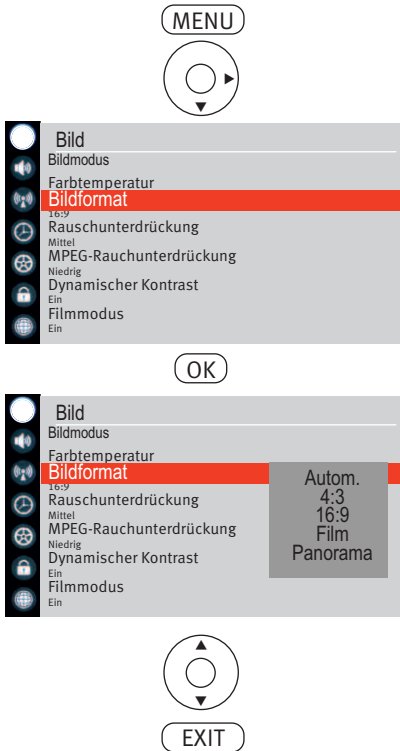 MENU
Bild
Bildmodus
Farbtemperatur
Bildformat
16:9
Rauschunterdrückung
Mittel
MPEG-Rauchunterdrückung
Niedrig
Dynamischer Kontrast
Ein
Filmmodus
Ein
OK
Bild
Bildmodus
Farbtemperatur
Bildformat
16:9
Rauschunterdrückung
Mittel
MPEG-Rauchunterdrückung
Niedrig
Dynamischer Kontrast
Ein
Filmmodus
Ein
Autom.
4:3
16:9
Film
Panorama
EXIT